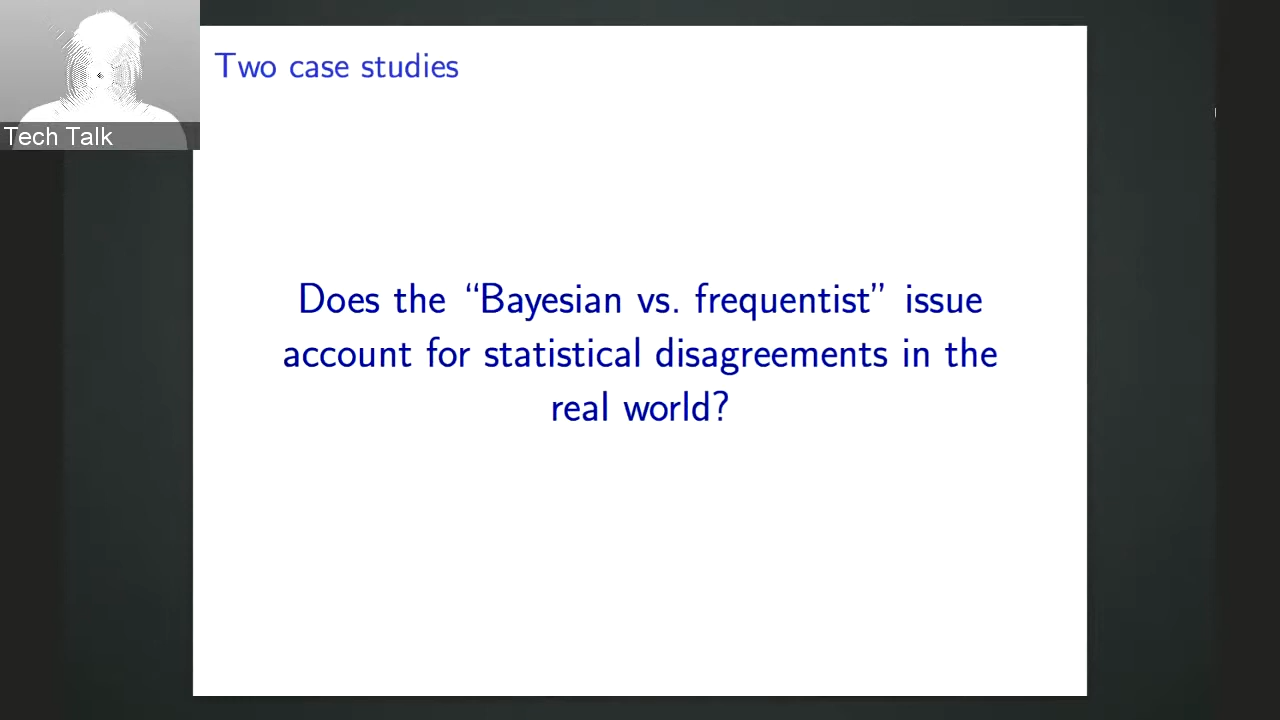 Two case studies
Tech Talk
Does the “Bayesian vs. frequentist” issue
account for statistical disagreements in the
real world?